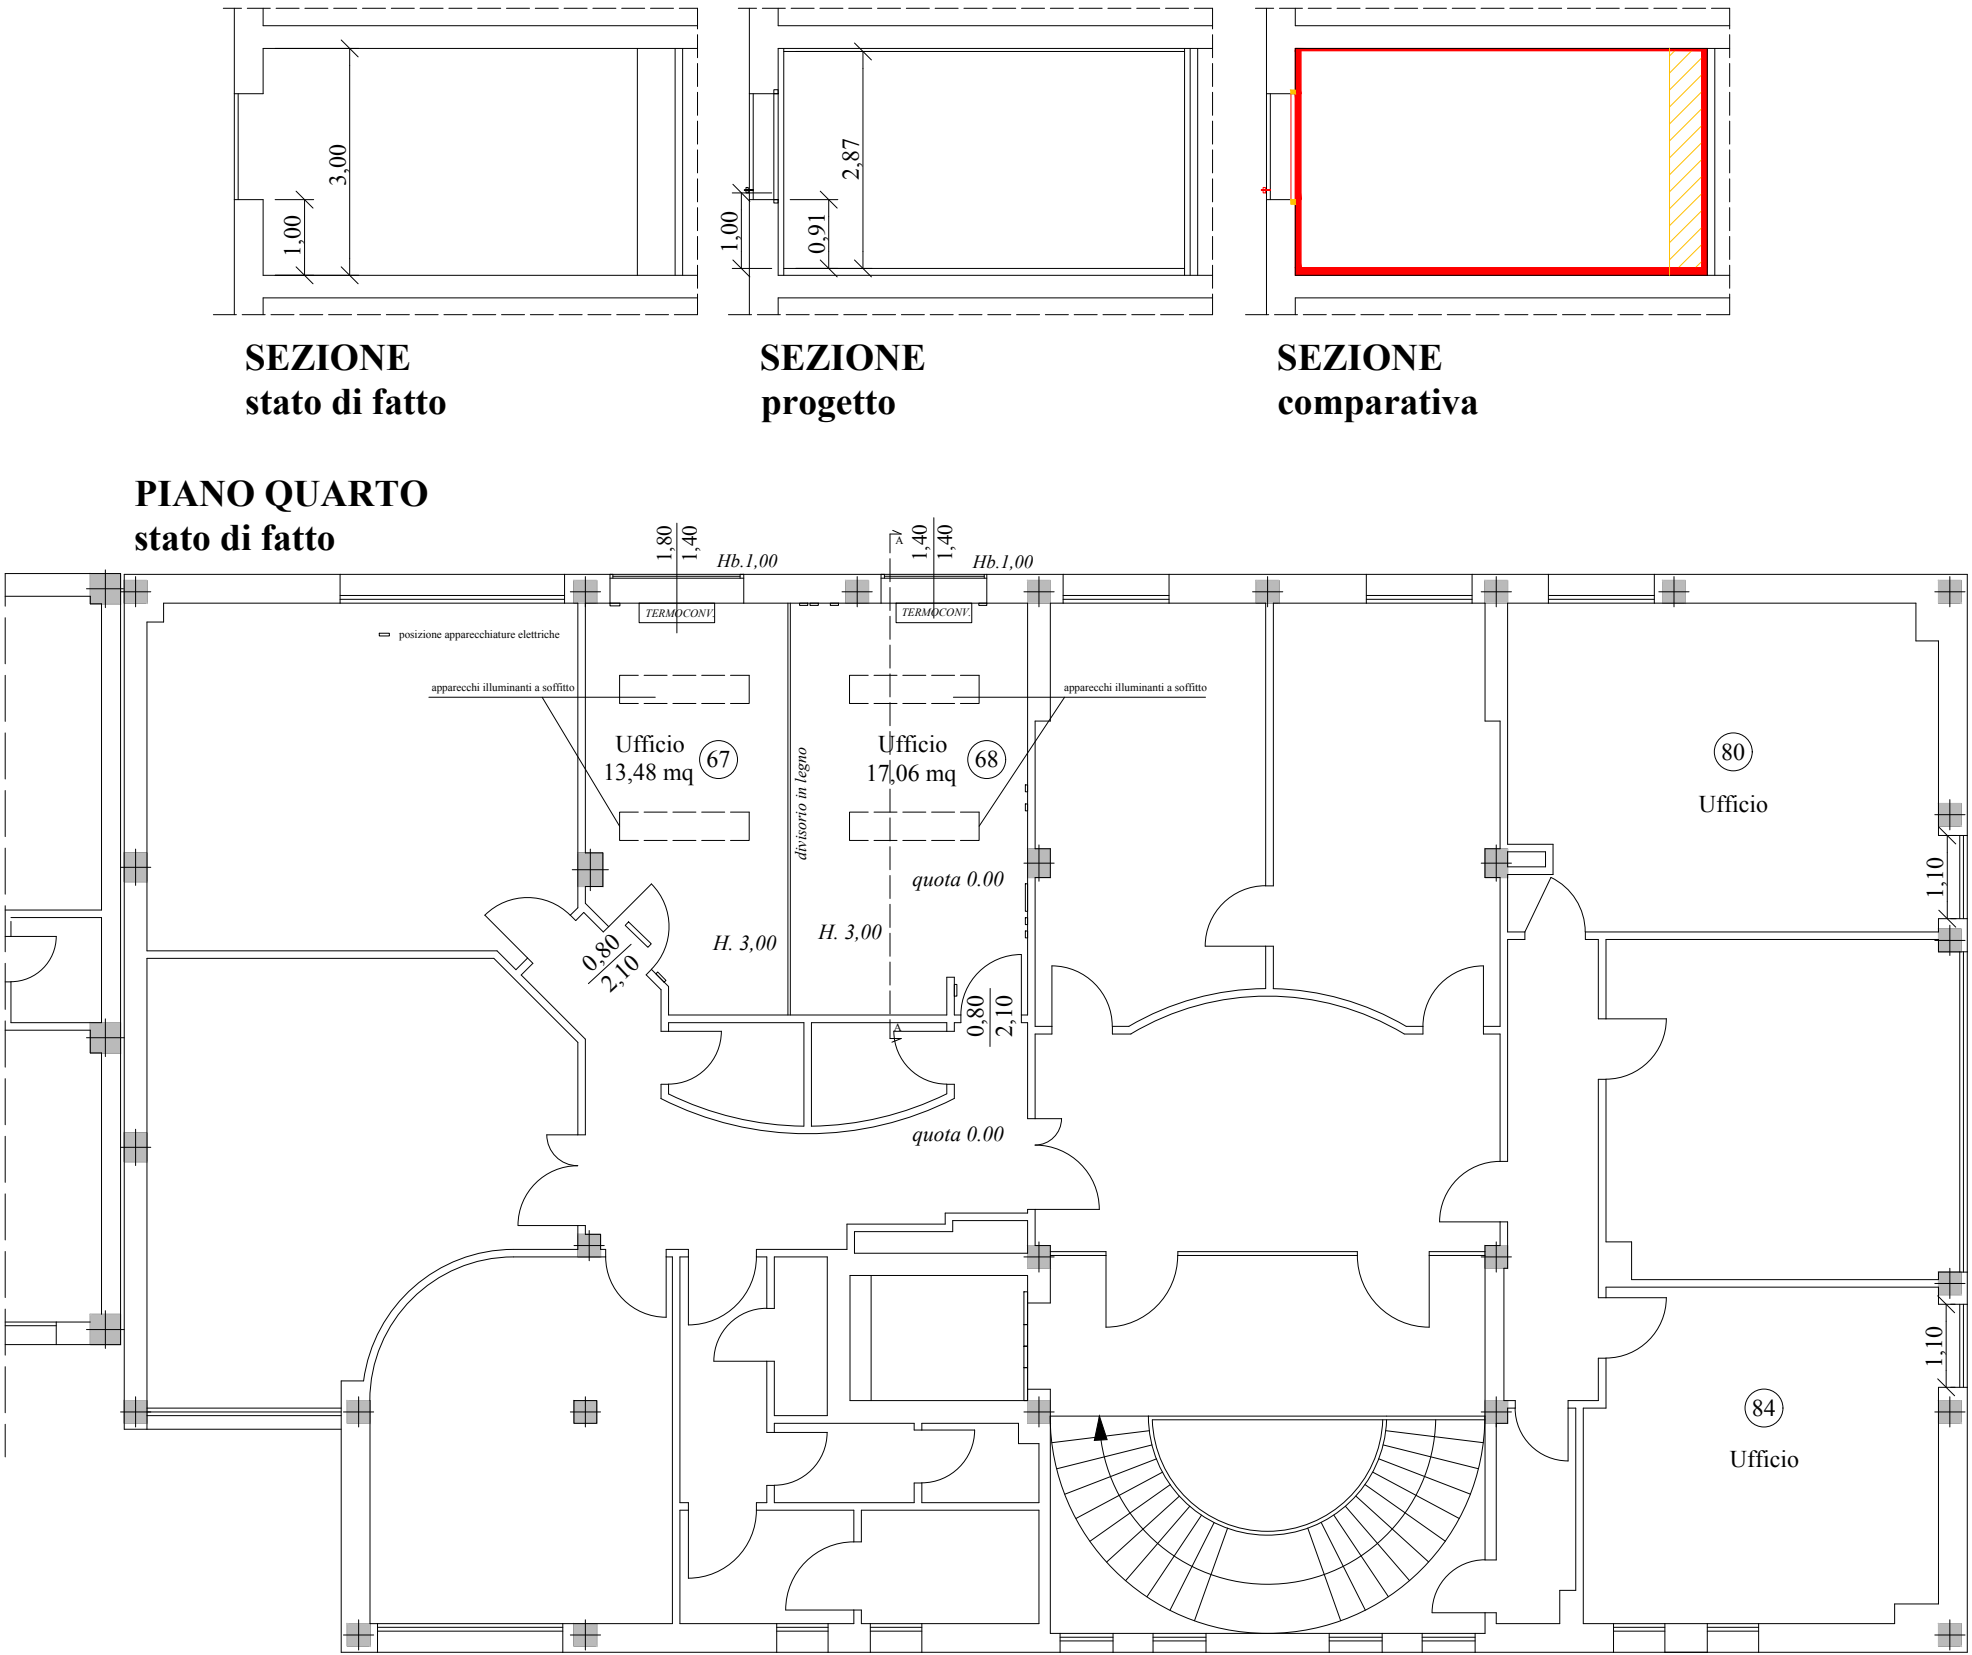 3,00
1,00
2,87
1,00
0,91
SEZIONE
stato di fatto
SEZIONE
progetto
SEZIONE
comparativa
PIANO QUARTO
stato di fatto
1,80
1,40
Hb.1,00
A
1,40
1,40
Hb.1,00
TERMOCONV.
TERMOCONV.
posizione apparecchiature elettriche
apparecchi illuminanti a soffitto
apparecchi illuminanti a soffitto
Ufficio
13,48 mq
67
divisorio in legno
Ufficio
17,06 mq
68
80
Ufficio
quota 0.00
1,10
H. 3,00
H. 3,00
0,80
2,10
0,80
2,10
A
quota 0.00
1,10
84
Ufficio